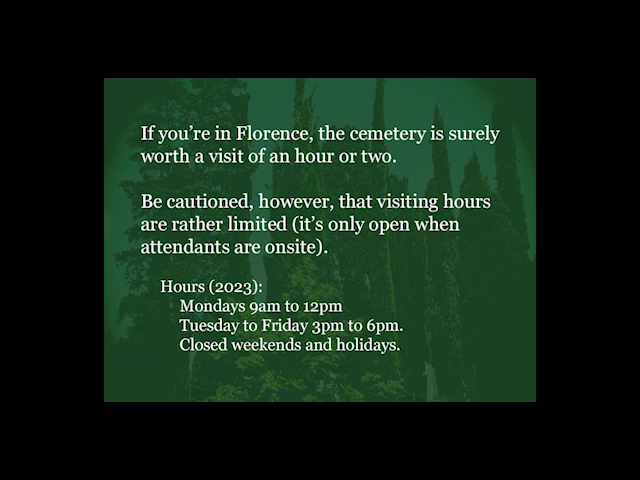 If you're in Florence, the cemetery is surely
worth a visit of an hour or two.
Be cautioned, however, that visiting hours
are rather limited (it's only open when
attendants are onsite).
Hours (2023):
Mondays 9am to 12pm
Tuesday to Friday 3pm to 6pm.
Closed weekends and holidays.